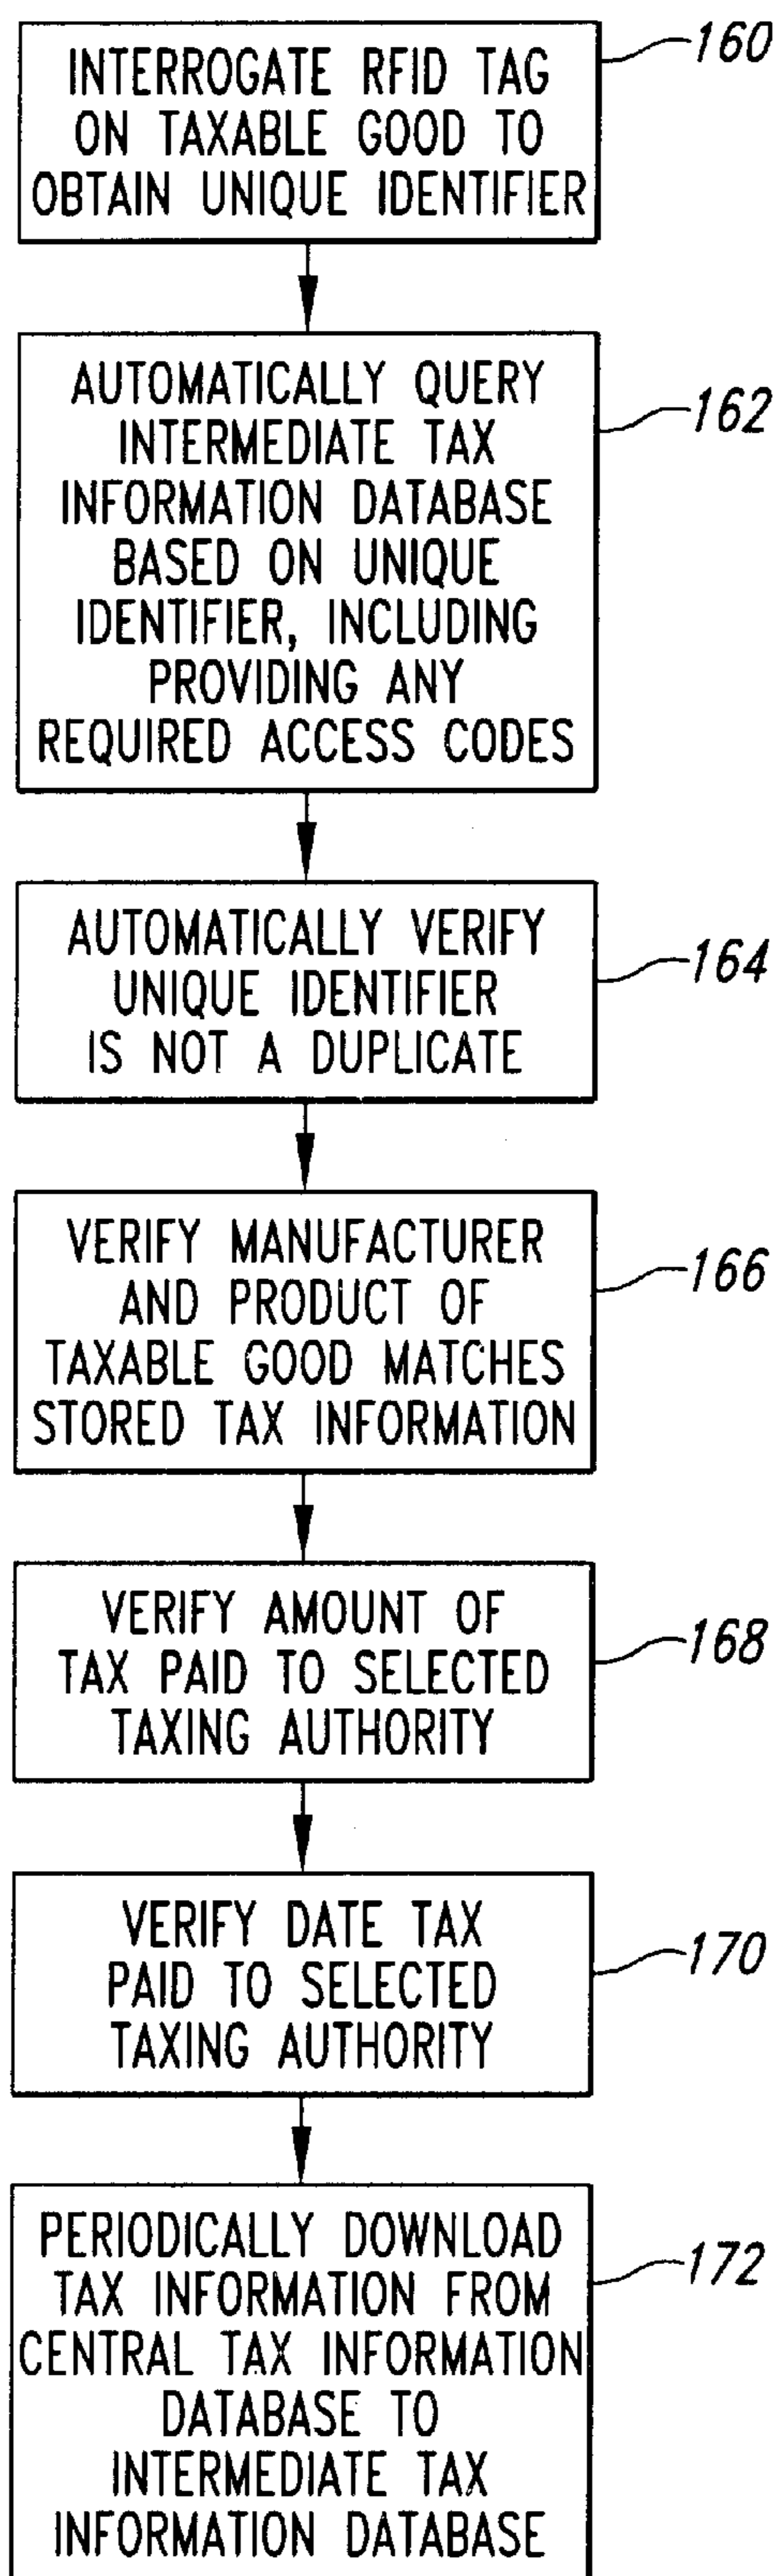 INTERROGATE RFID TAG
ON TAXABLE GOOD TO
OBTAIN UNIQUE IDENTIFIER
160
AUTOMATICALLY QUERY
INTERMEDIATE TAX
INFORMATION DATABASE
BASED ON UNIQUE
IDENTIFIER, INCLUDING
PROVIDING ANY
REQUIRED ACCESS CODES
162
AUTOMATICALLY VERIFY
UNIQUE IDENTIFIER
IS NOT A DUPLICATE
164
VERIFY MANUFACTURER
AND PRODUCT OF
TAXABLE GOOD MATCHES
STORED TAX INFORMATION
166
VERIFY AMOUNT OF
TAX PAID TO SELECTED
TAXING AUTHORITY
168
VERIFY DATE TAX
PAID TO SELECTED
TAXING AUTHORITY
170
PERIODICALLY DOWNLOAD
TAX INFORMATION FROM
CENTRAL TAX INFORMATION
DATABASE TO
INTERMEDIATE TAX
INFORMATION DATABASE
172